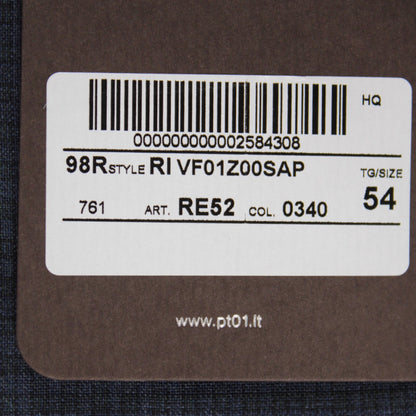 HQ
000000000002584308
98R STYLE RI VF01Z00SAP TG/SIZE
761 ART. RE52 COL. 0340 54
www.pt01.it